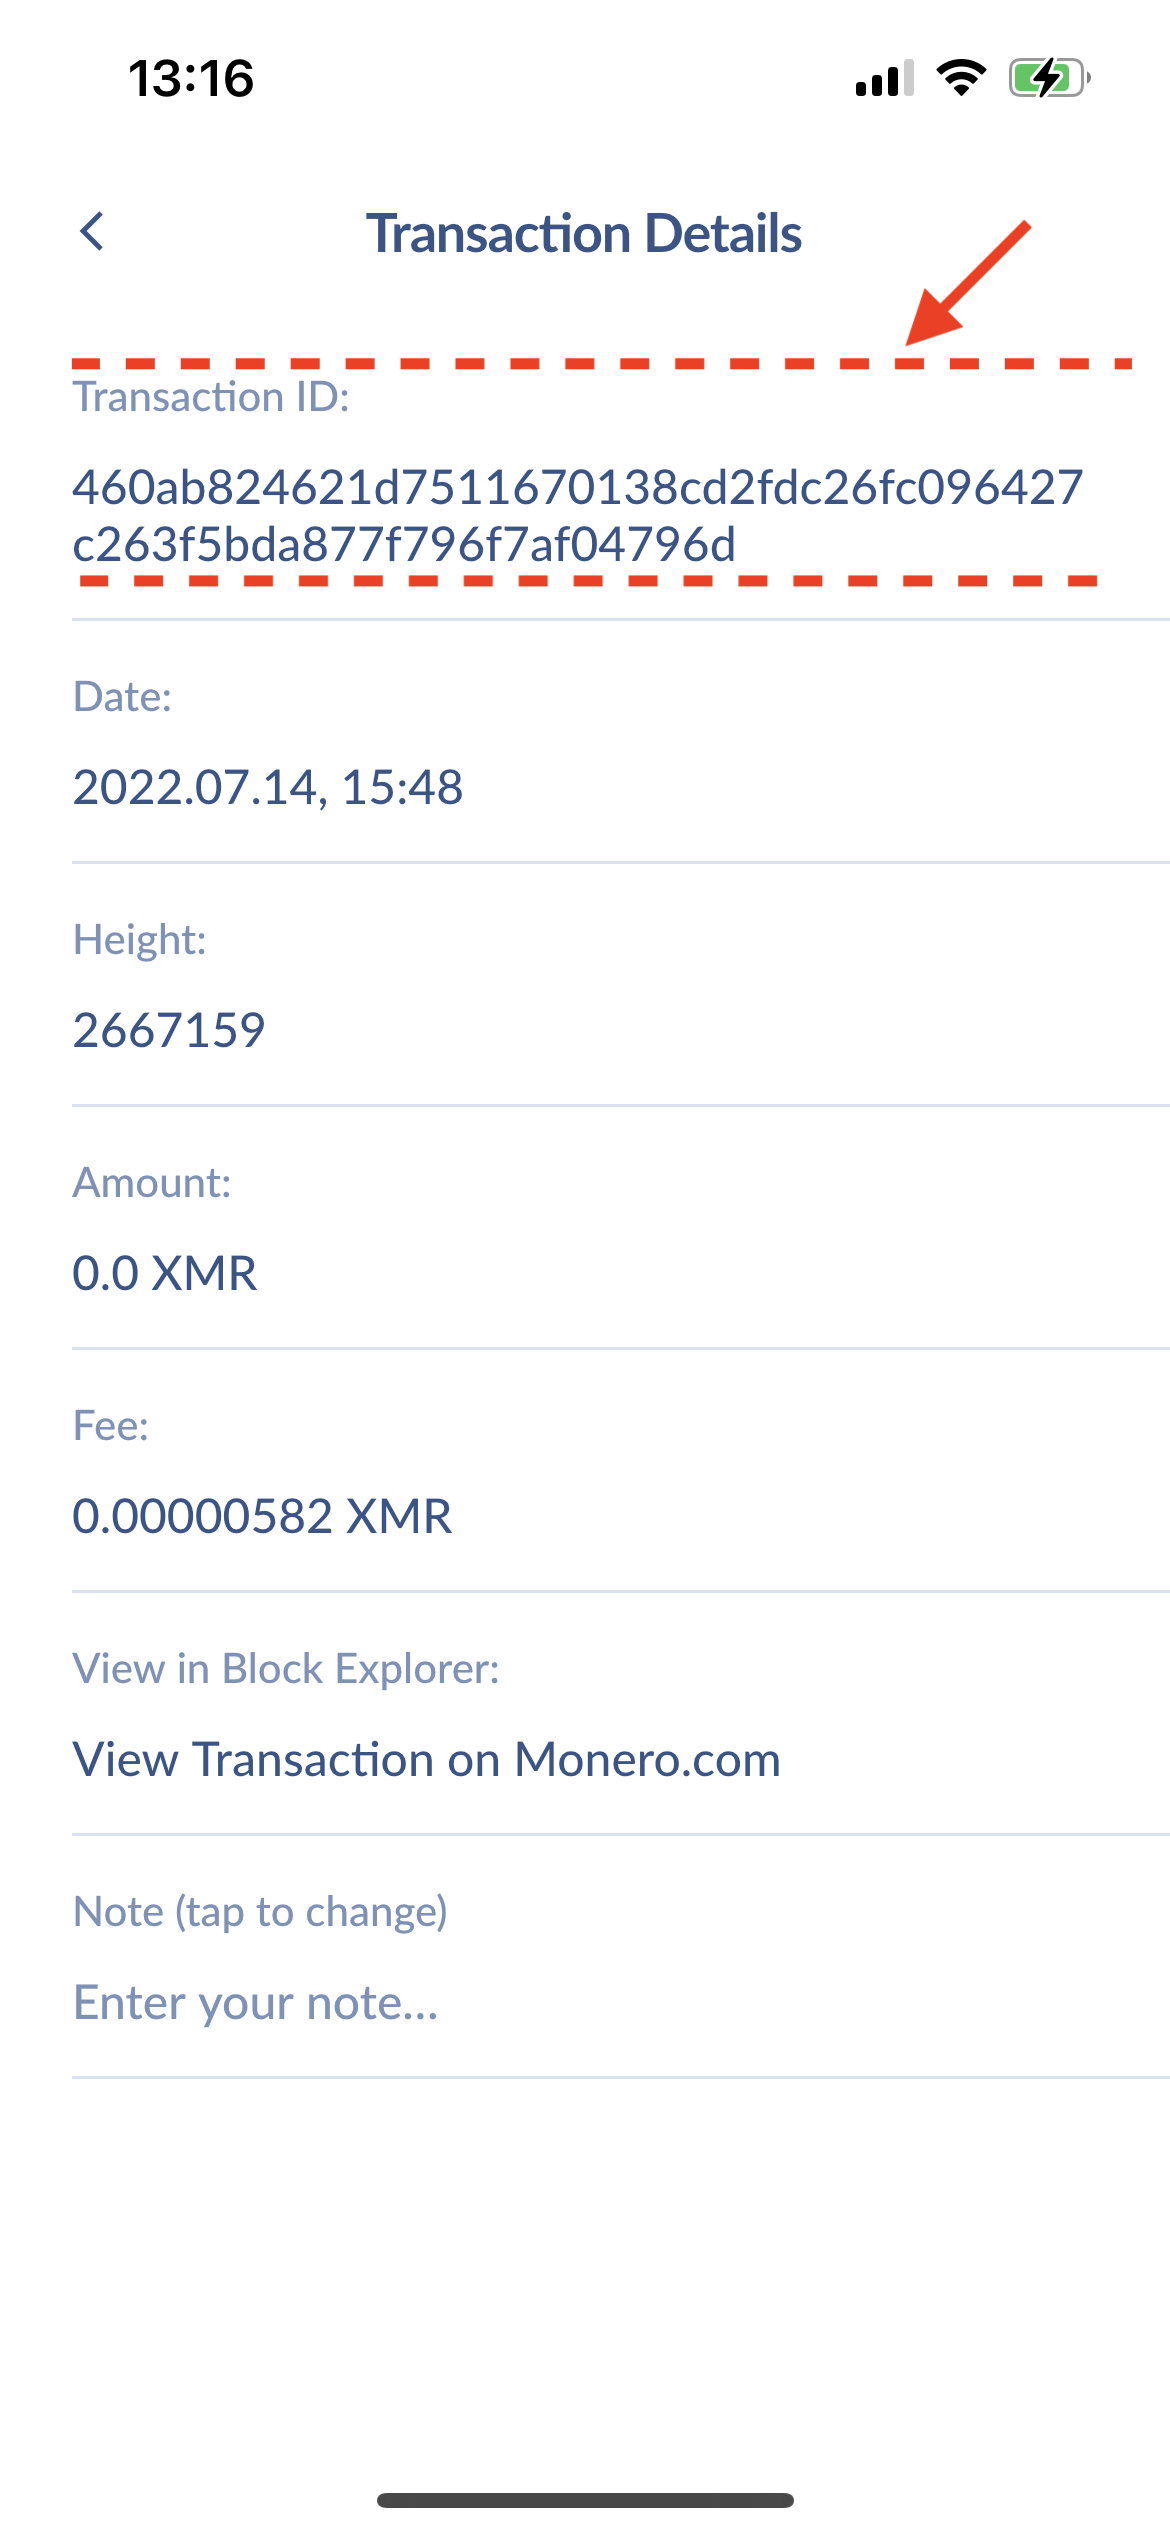 13:16
Transaction Details
Transaction ID:
460ab824621d7511670138cd2fdc26fc096427
c263f5bda877f796f7af04796d
Date:
2022.07.14, 15:48
Height:
2667159
Amount:
0.0 XMR
Fee:
0.00000582 XMR
View in Block Explorer:
View Transaction on Monero.com
Note (tap to change)
Enter your note...